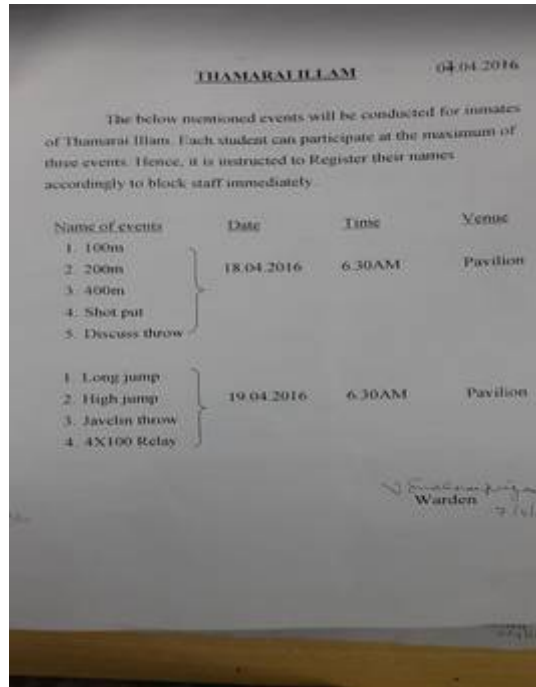 THAMARAI ILLAM
07.04.2016
The below mentioned events will be conducted for inmates
of Thamarai Illam. Each student can participate at the maximum of
three events. Hence, it is instructed to Register their names
accordingly to block staff immediately.
Name of events Date Time Venue
1. 100m
2. 200m 18.04.2016 6.30AM Pavilion
3. 400m
4. Shot put
5. Discuss throw
1. Long jump
2. High jump 19.04.2016 6.30AM Pavilion
3. Javelin throw
4. 4X100 Relay
Warden